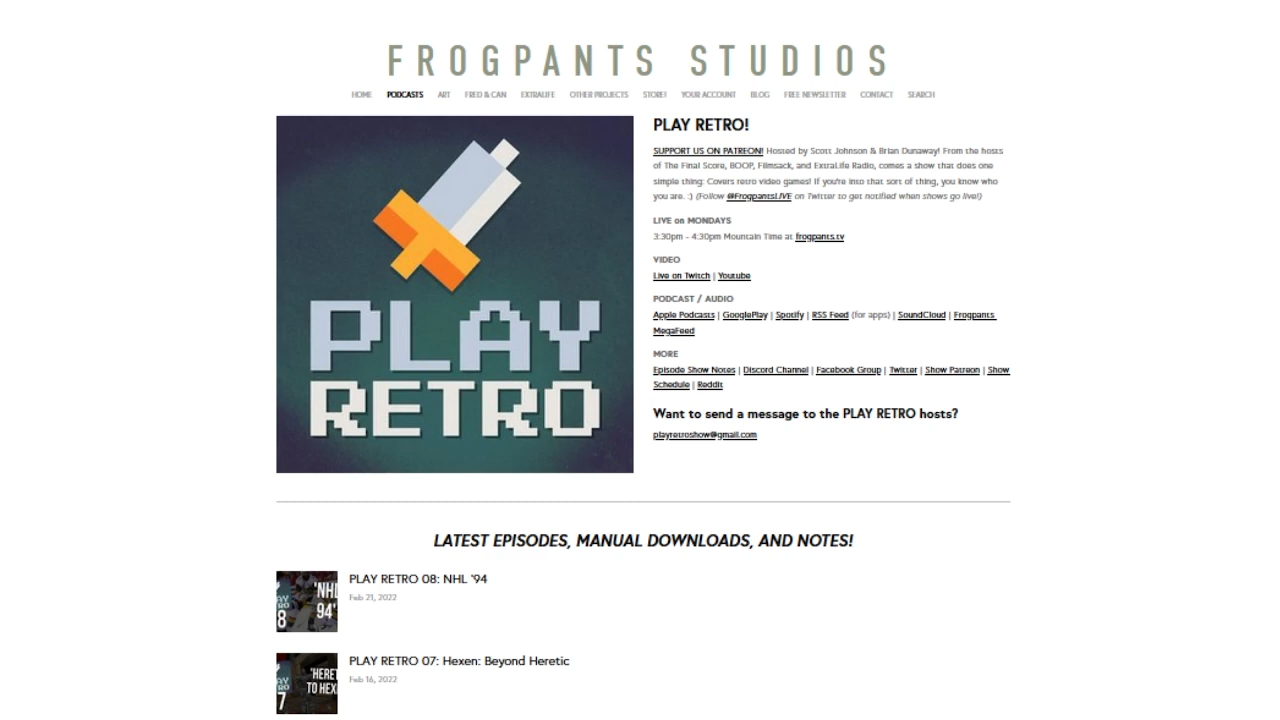 FROGPANTS STUDIOS
HOME PODCASTS ART FRED & CAN EXTRALIFE OTHER PROJECTS STORE! YOUR ACCOUNT BLOG FREE NEWSLETTER CONTACT SEARCH
PLAY
RETRO
PLAY RETRO!
SUPPORT US ON PATREON! Hosted by Scott Johnson & Brian Dunaway! From the hosts
of The Final Score, BOOP, Filmsack, and ExtraLife Radio, comes a show that does one
simple thing: Covers retro video games! If you're into that sort of thing, you know who
you are. :) (Follow @FrogpantsLIVE on Twitter to get notified when shows go live!)
LIVE on MONDAYS
3:30pm - 4:30pm Mountain Time at frogpants.tv
VIDEO
Live on Twitch | Youtube
PODCAST / AUDIO
Apple Podcasts | GooglePlay | Spotify | RSS Feed (for apps) | SoundCloud | Frogpants
MegaFeed
MORE
Episode Show Notes | Discord Channel | Facebook Group | Twitter | Show Patreon | Show
Schedule | Reddit
Want to send a message to the PLAY RETRO hosts?
playretroshow@gmail.com
LATEST EPISODES, MANUAL DOWNLOADS, AND NOTES!
'NHL
94'
8
PLAY RETRO 08: NHL '94
Feb 21, 2022
'HERET
TO HEX
7
PLAY RETRO 07: Hexen: Beyond Heretic
Feb 16, 2022